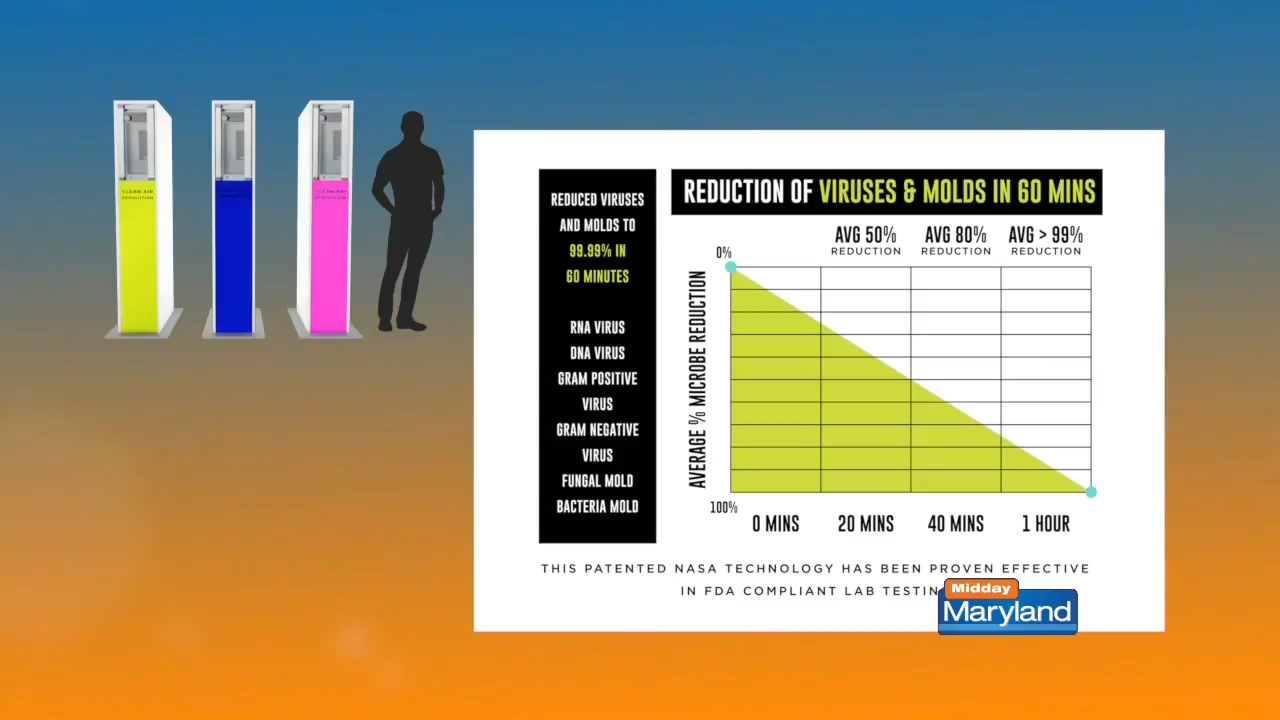 CLEAN AIR
REVOLUTION
REDUCED VIRUSES
AND MOLDS TO
99.99% IN
60 MINUTES
RNA VIRUS
DNA VIRUS
GRAM POSITIVE
VIRUS
GRAM NEGATIVE
VIRUS
FUNGAL MOLD
BACTERIA MOLD
REDUCTION OF VIRUSES & MOLDS IN 60 MINS
AVG 50% AVG 80% AVG > 99%
REDUCTION REDUCTION REDUCTION
0%
AVERAGE % MICROBE REDUCTION
100%
0 MINS 20 MINS 40 MINS 1 HOUR
THIS PATENTED NASA TECHNOLOGY HAS BEEN PROVEN EFFECTIVE
IN FDA COMPLIANT LAB
Midday
Maryland